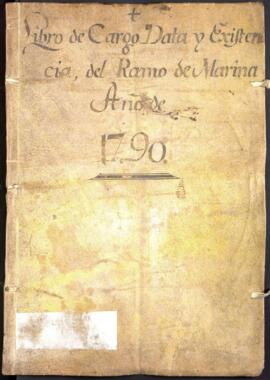 +
Libro de Cargo Data y Existen
cia, del Ramo de Marina
Año de
1790.